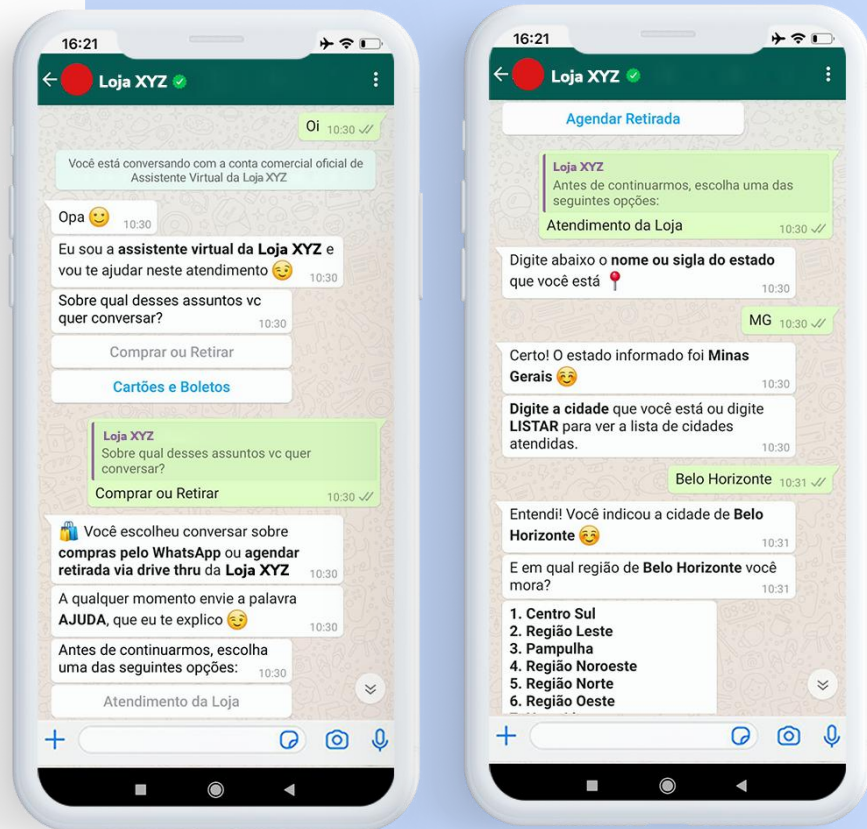 16:21
Loja XYZ
Oi 10:30
Você está conversando com a conta comercial oficial de
Assistente Virtual da Loja XYZ
Opa 10:30
Eu sou a assistente virtual da Loja XYZ e
vou te ajudar neste atendimento 10:30
Sobre qual desses assuntos vc
quer conversar? 10:30
Comprar ou Retirar
Cartões e Boletos
Loja XYZ
Sobre qual desses assuntos vc quer
conversar?
Comprar ou Retirar 10:30
Você escolheu conversar sobre
compras pelo WhatsApp ou agendar
retirada via drive thru da Loja XYZ 10:30
A qualquer momento envie a palavra
AJUDA, que eu te explico 10:30
Antes de continuarmos, escolha
uma das seguintes opções: 10:30
Atendimento da Loja
16:21
Loja XYZ
Agendar Retirada
Loja XYZ
Antes de continuarmos, escolha uma das
seguintes opções:
Atendimento da Loja 10:30
Digite abaixo o nome ou sigla do estado
que você está 10:30
MG 10:30
Certo! O estado informado foi Minas
Gerais 10:30
Digite a cidade que você está ou digite
LISTAR para ver a lista de cidades
atendidas. 10:30
Belo Horizonte 10:31
Entendi! Você indicou a cidade de Belo
Horizonte 10:31
E em qual região de Belo Horizonte você
mora? 10:31
1. Centro Sul
2. Região Leste
3. Pampulha
4. Região Noroeste
5. Região Norte
6. Região Oeste